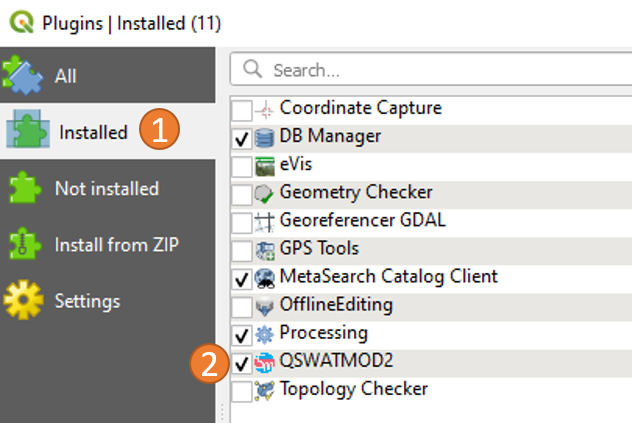 Plugins | Installed (11)
All
Installed 1
Not installed
Install from ZIP
Settings
Search...
Coordinate Capture
DB Manager
eVis
Geometry Checker
Georeferencer GDAL
GPS Tools
MetaSearch Catalog Client
OfflineEditing
Processing
2 QSWATMOD2
Topology Checker